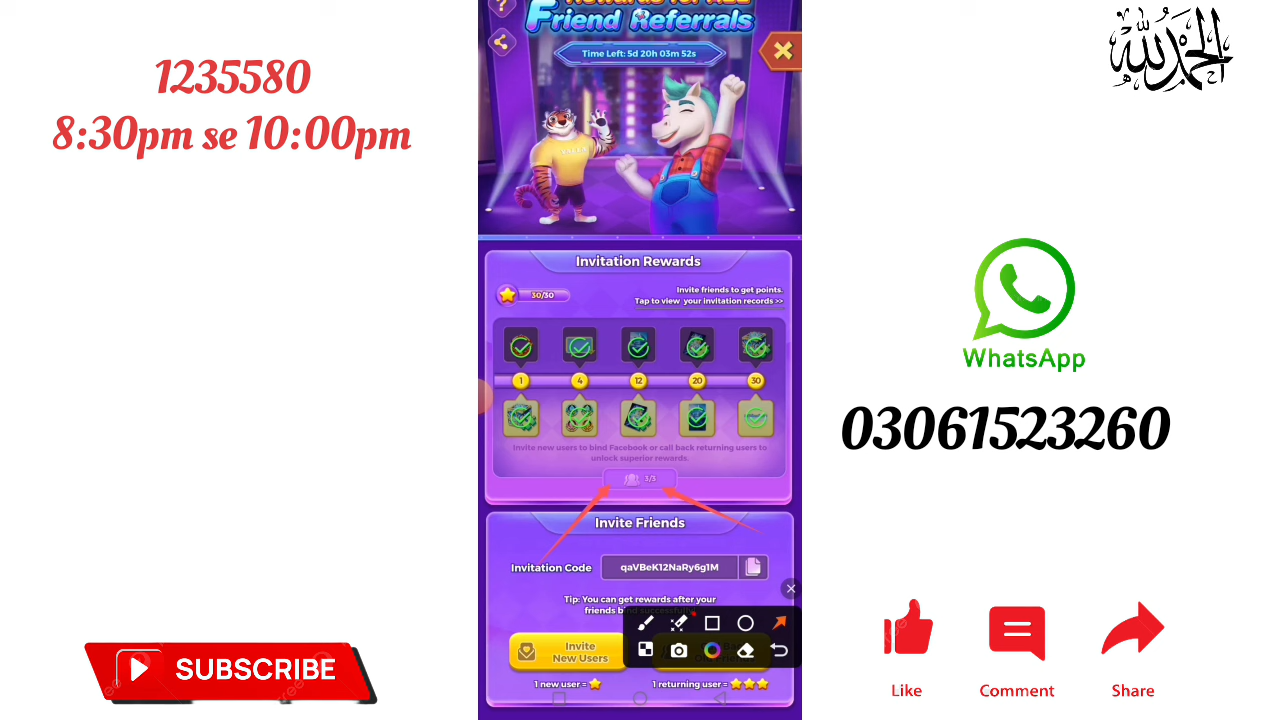 1235580
8:30pm se 10:00pm
Friend Referrals
Time Left: 5d 20h 03m 52s
الحمدلله
Invitation Rewards
30/30
Invite friends to get points.
Tap to view your invitation records >>
1
4
12
20
30
Invite new users to bind Facebook or call back returning users to
unlock superior rewards.
3/3
Invite Friends
Invitation Code
qaVBeK12NaRy6g1M
Tip: You can get rewards after your
friends bind successfully.
Invite
New Users
1 new user =
1 returning user =
WhatsApp
03061523260
SUBSCRIBE
Like
Comment
Share